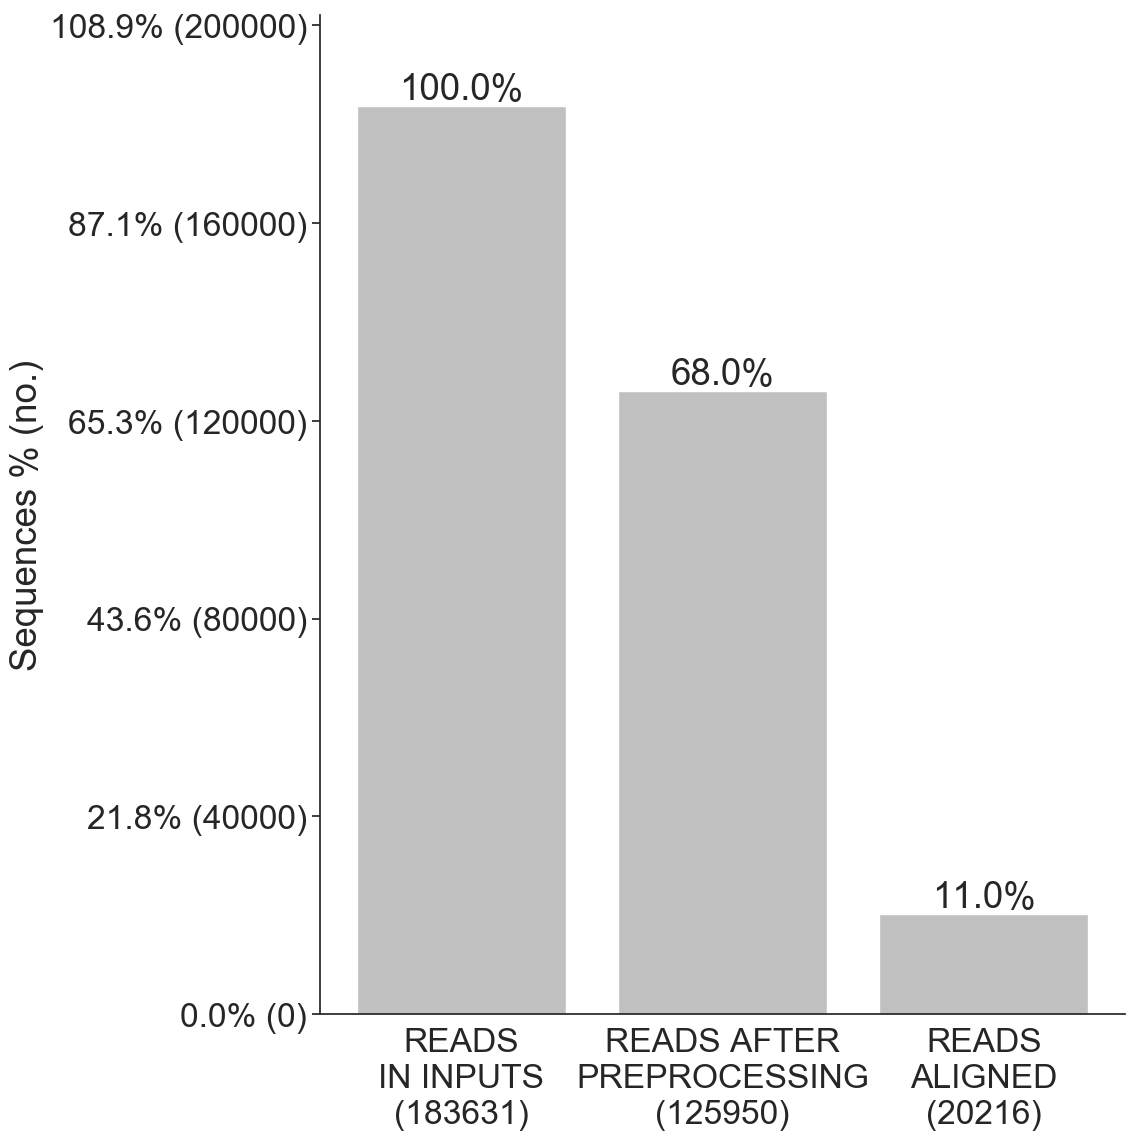 Sequences % (no.)
108.9% (200000)
87.1% (160000)
65.3% (120000)
43.6% (80000)
21.8% (40000)
0.0% (0)
100.0%
68.0%
11.0%
READS
IN INPUTS
(183631)
READS AFTER
PREPROCESSING
(125950)
READS
ALIGNED
(20216)